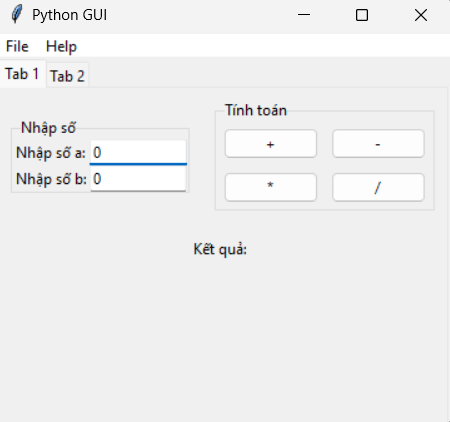 Python GUI
File Help
Tab 1 Tab 2
Nhập số
Nhập số a: 0
Nhập số b: 0
Tính toán
+ -
* /
Kết quả: